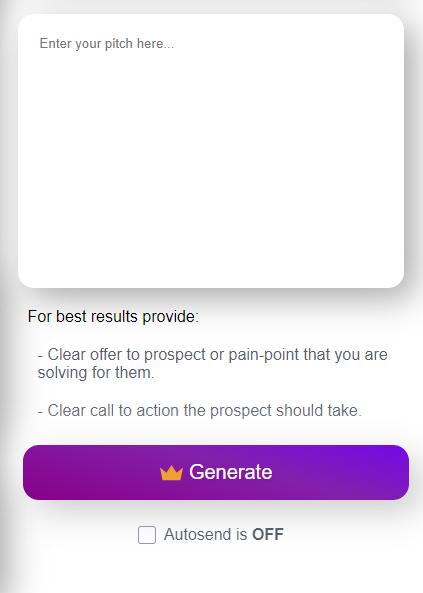 Enter your pitch here...
For best results provide:
- Clear offer to prospect or pain-point that you are
solving for them.
- Clear call to action the prospect should take.
Generate
Autosend is OFF